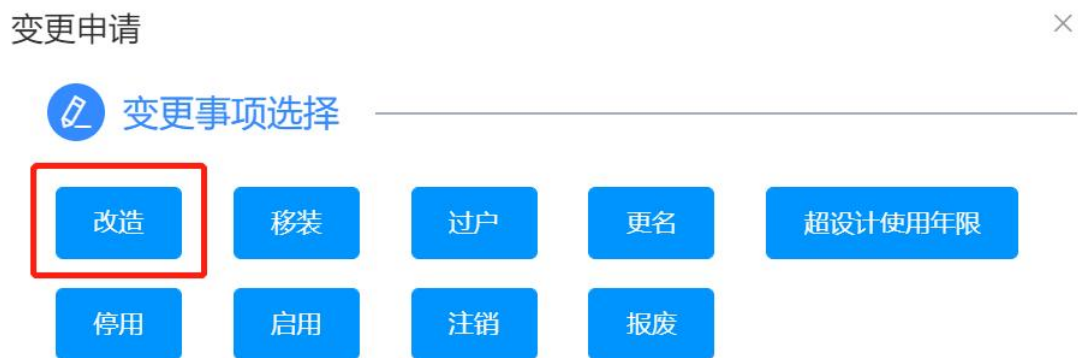 变更申请
变更事项选择
改造 移装 过户 更名 超设计使用年限
停用 启用 注销 报废